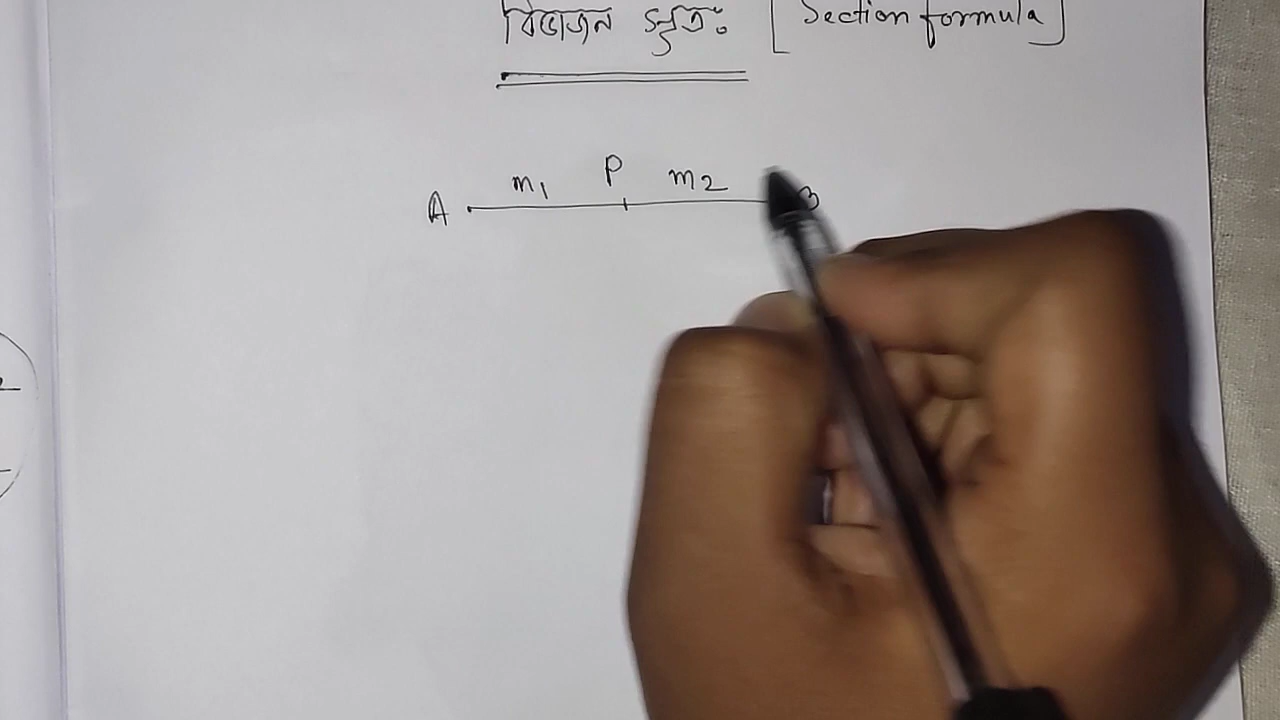 বিভাজন সূত্রঃ [Section formula]
m₁ P m₂
A B